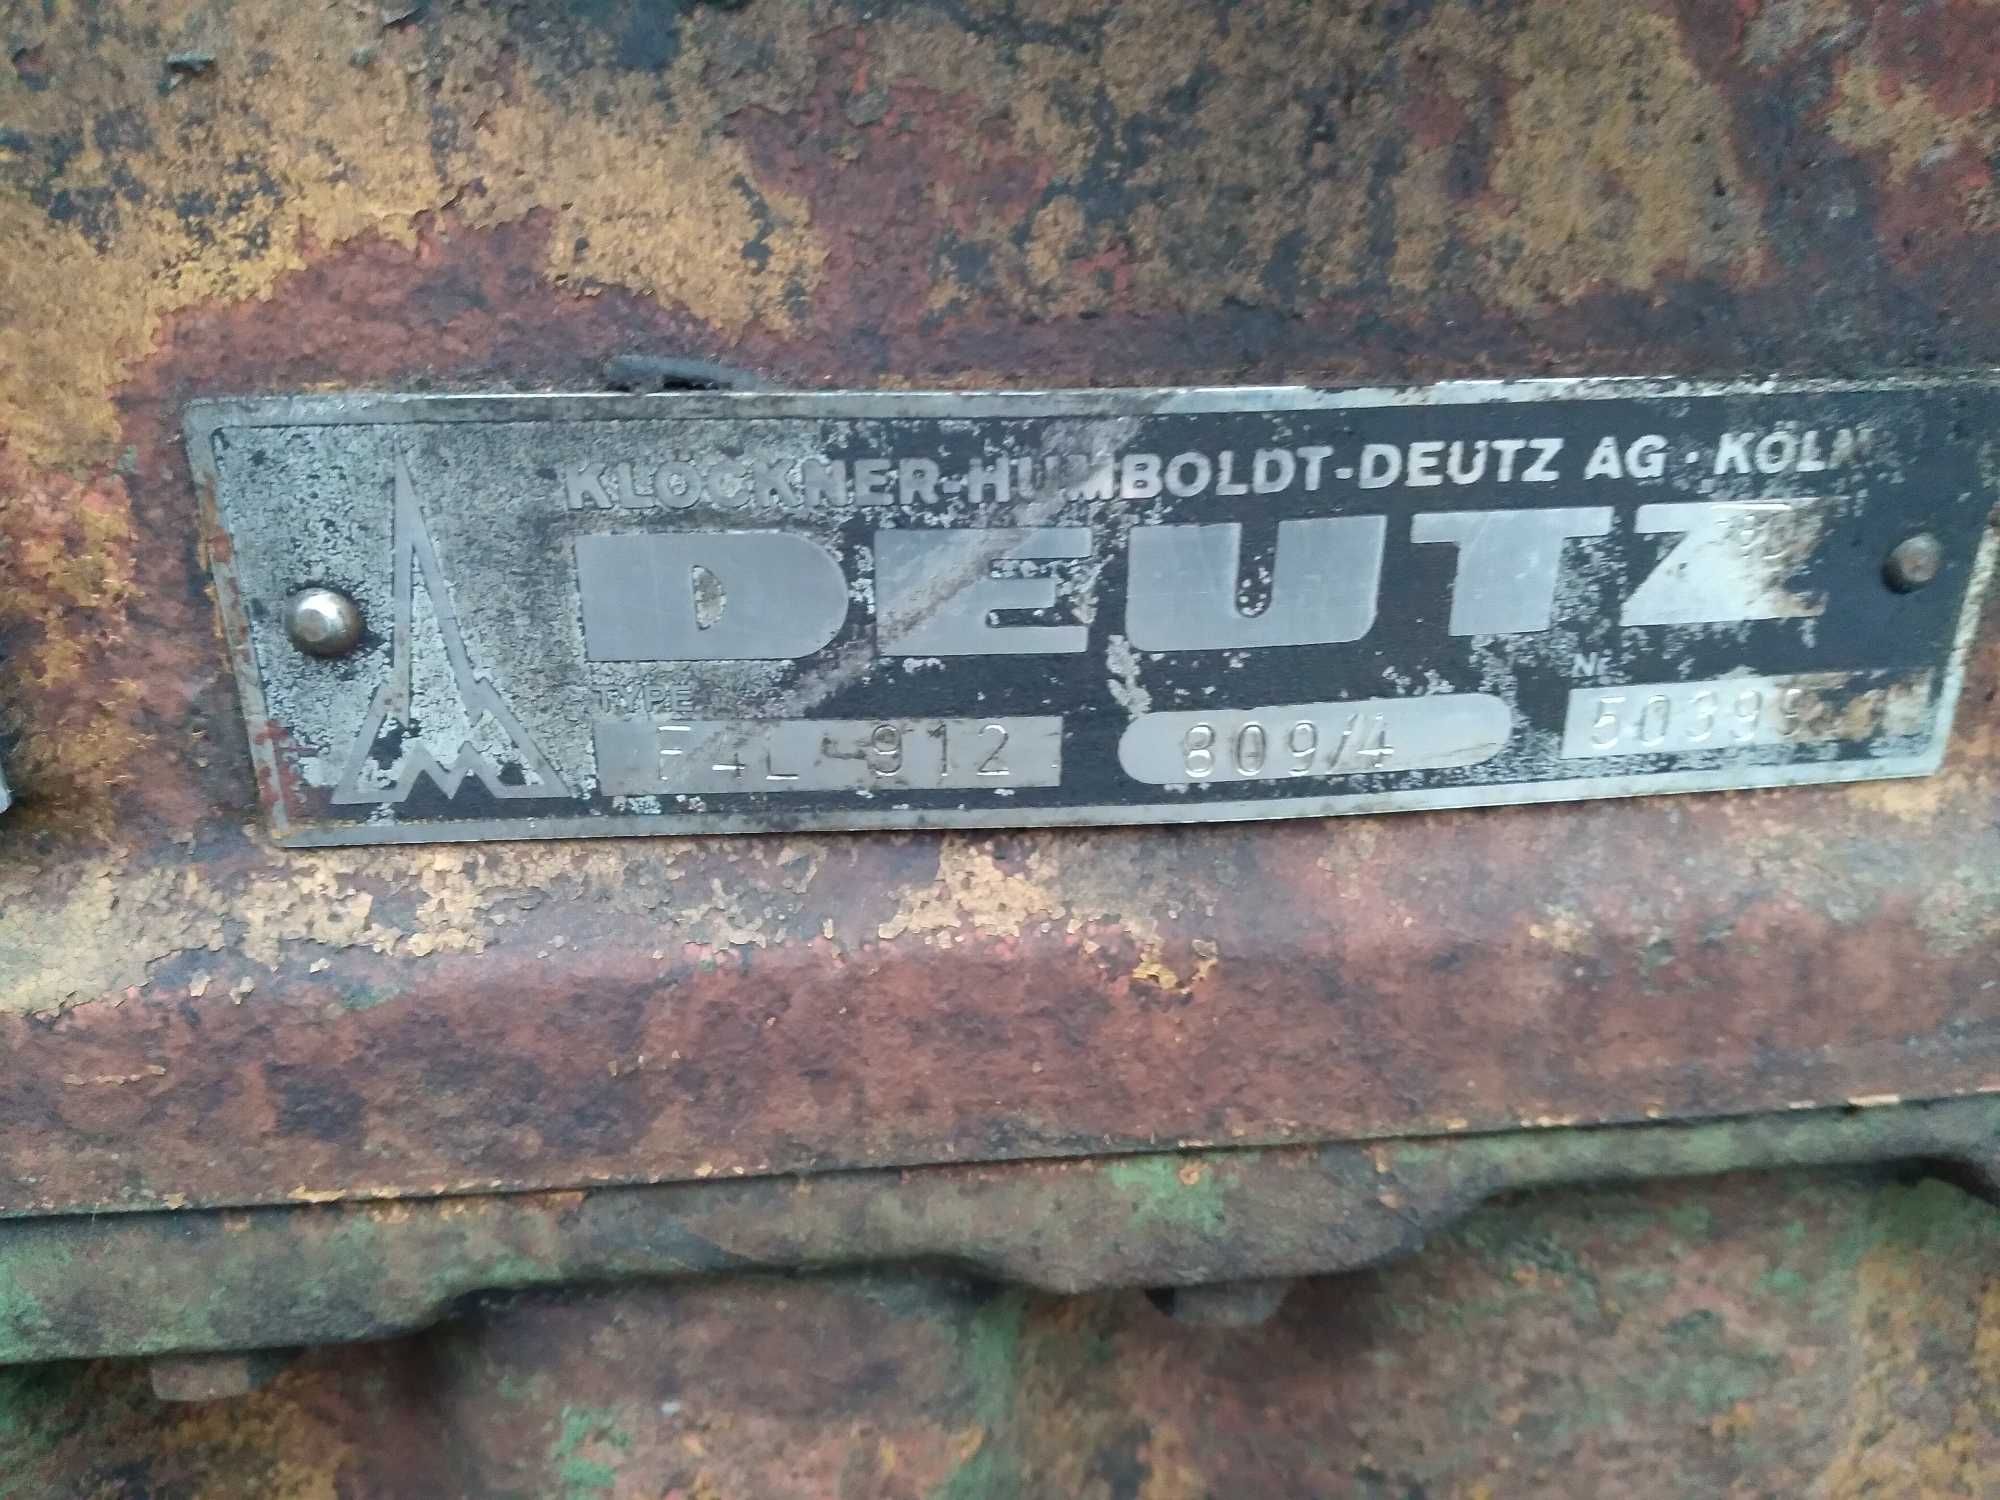 KLÖCKNER-HUMBOLDT-DEUTZ AG · KÖLN
DEUTZ
TYPE
Nr.
F4L 912 809/4